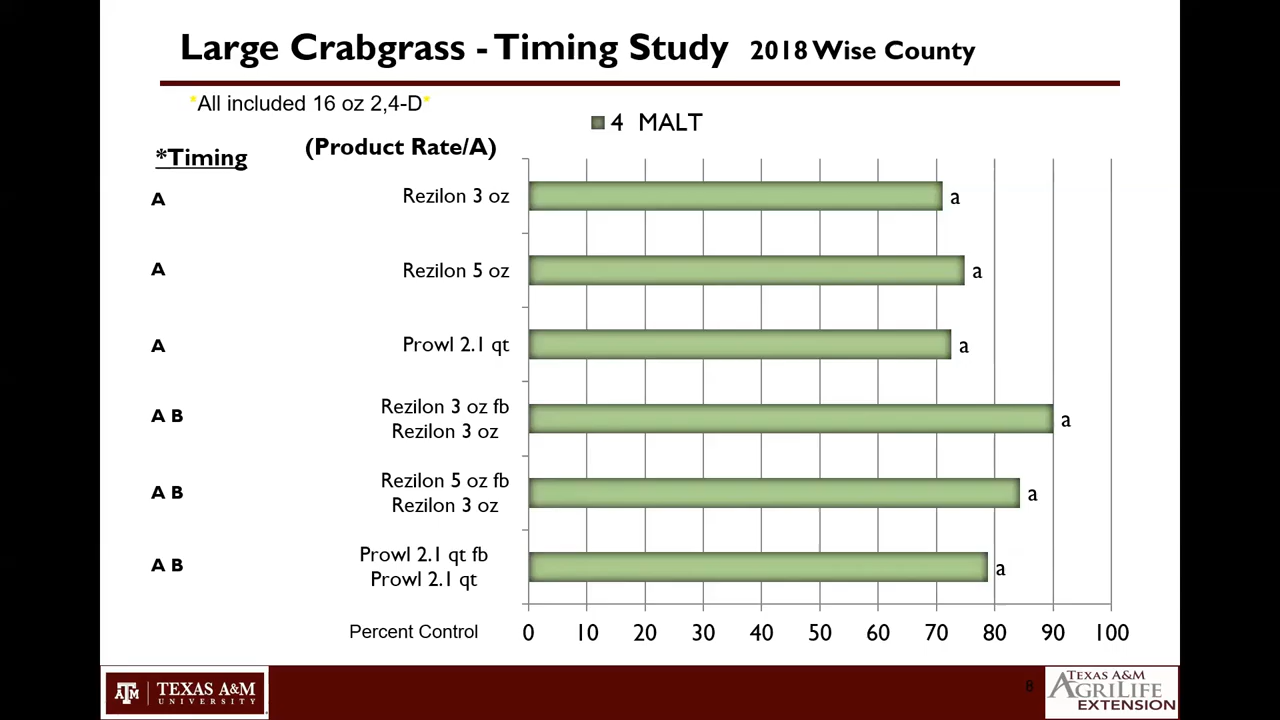 Large Crabgrass - Timing Study 2018 Wise County
*All included 16 oz 2,4-D*
4 MALT
(Product Rate/A)
*Timing
A Rezilon 3 oz a
A Rezilon 5 oz a
A Prowl 2.1 qt a
A B Rezilon 3 oz fb
Rezilon 3 oz a
A B Rezilon 5 oz fb
Rezilon 3 oz a
A B Prowl 2.1 qt fb
Prowl 2.1 qt a
Percent Control 0 10 20 30 40 50 60 70 80 90 100
8
ATM TEXAS A&M
UNIVERSITY
TEXAS A&M
AGRILIFE
EXTENSION